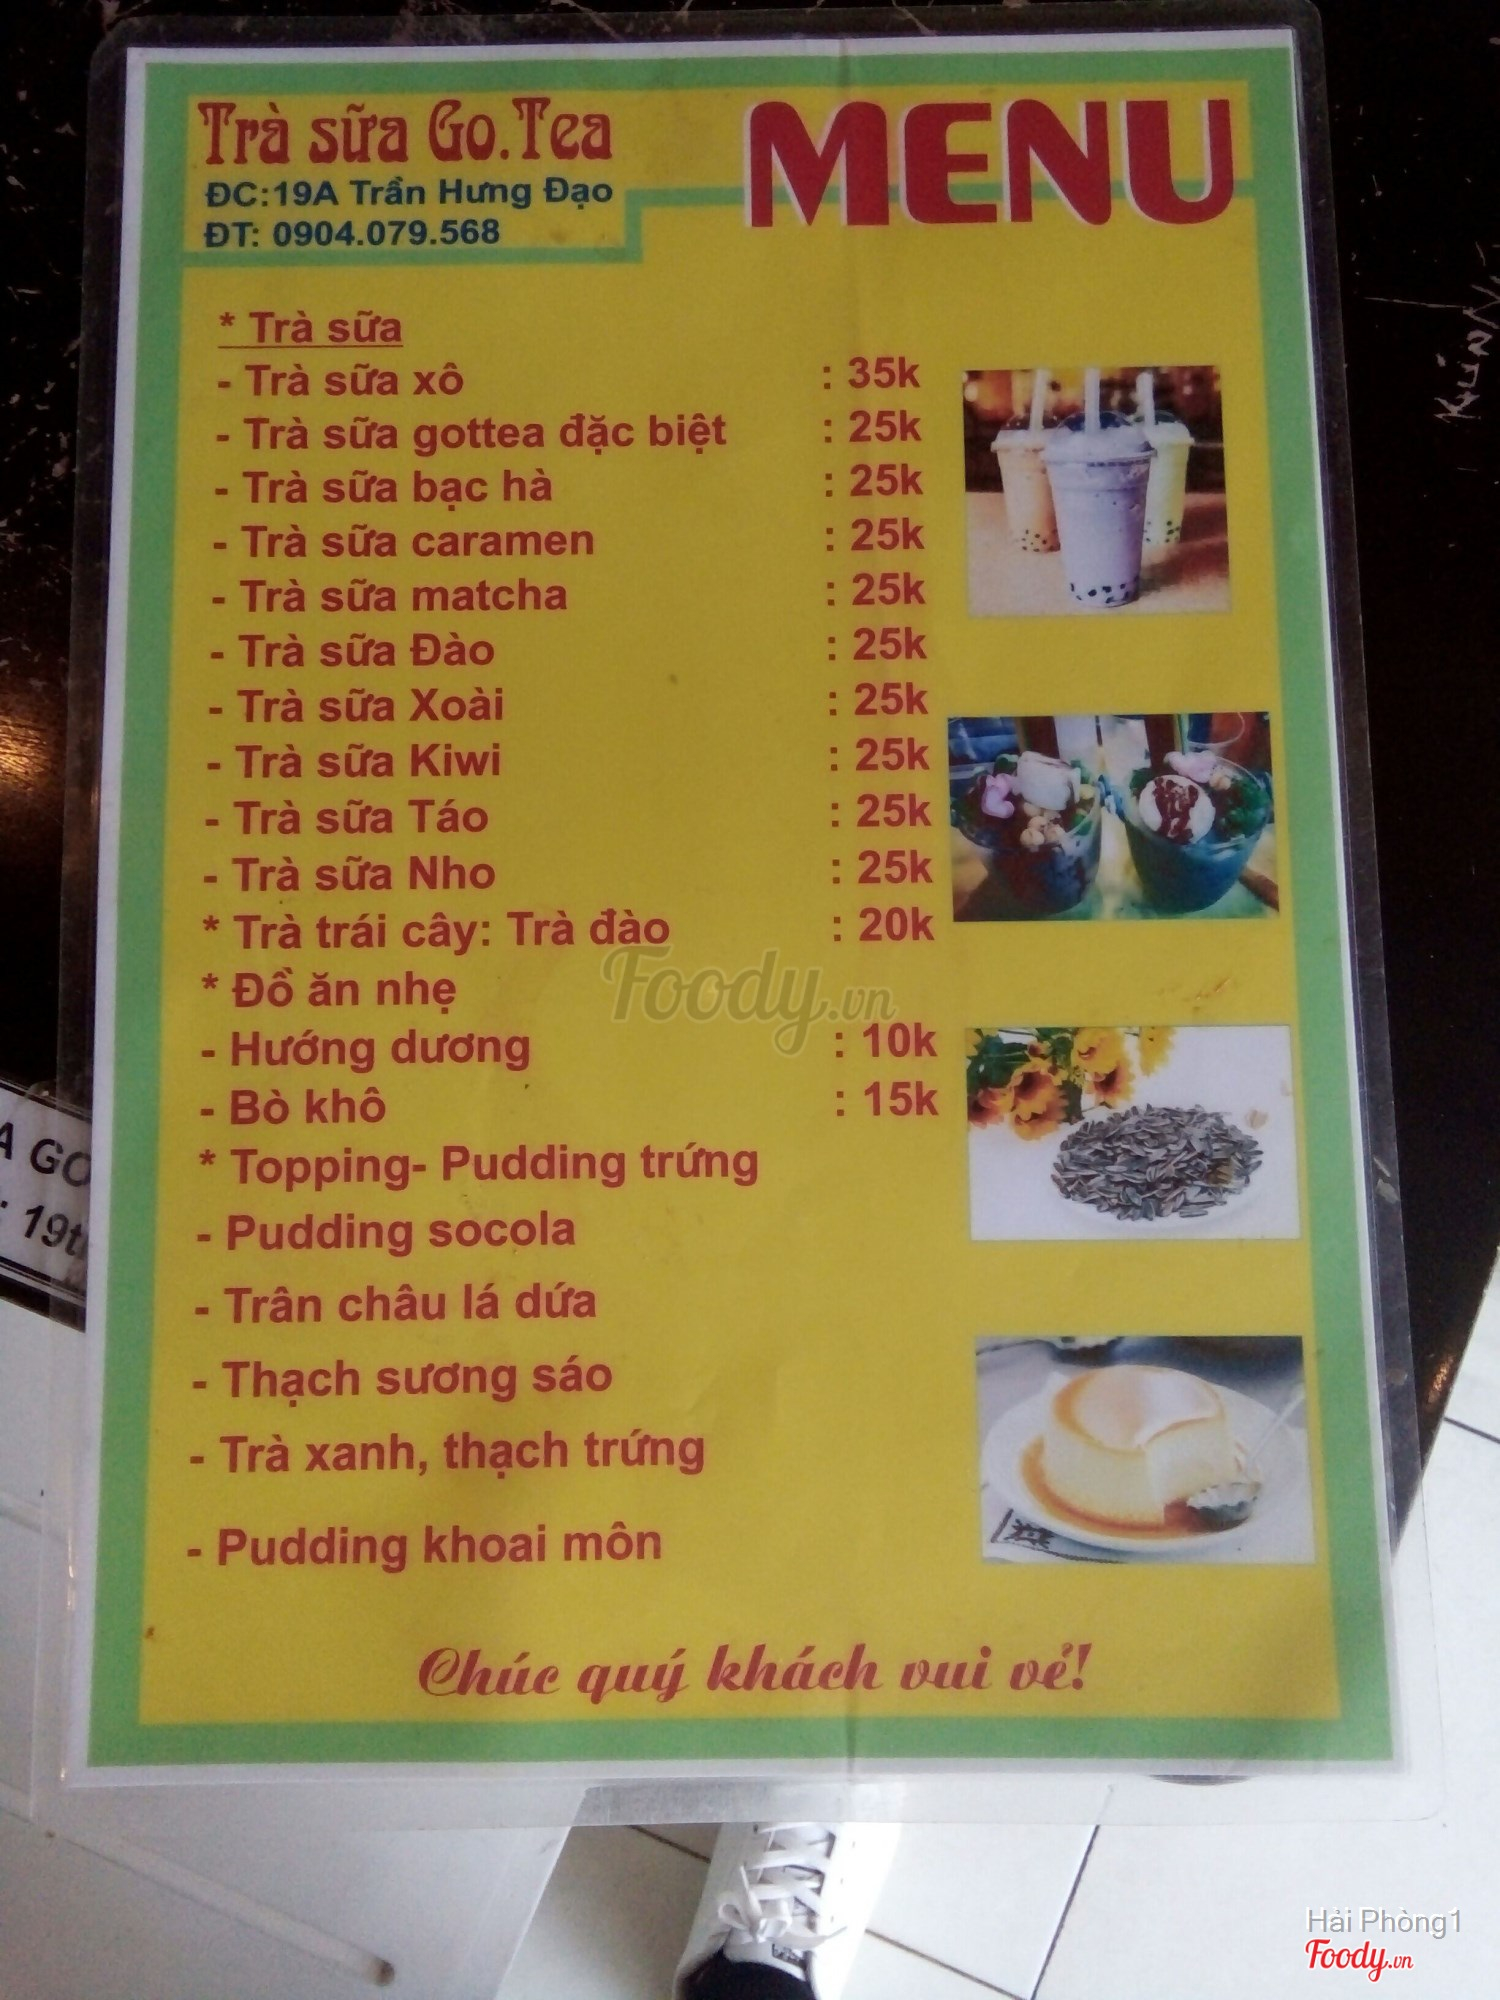 Trà sữa Go.Tea
MENU
ĐC:19A Trần Hưng Đạo
ĐT: 0904.079.568
* Trà sữa
- Trà sữa xô : 35k
- Trà sữa gottea đặc biệt : 25k
- Trà sữa bạc hà : 25k
- Trà sữa caramen : 25k
- Trà sữa matcha : 25k
- Trà sữa Đào : 25k
- Trà sữa Xoài : 25k
- Trà sữa Kiwi : 25k
- Trà sữa Táo : 25k
- Trà sữa Nho : 25k
* Trà trái cây: Trà đào : 20k
* Đồ ăn nhẹ
- Hướng dương : 10k
- Bò khô : 15k
* Topping- Pudding trứng
- Pudding socola
- Trân châu lá dứa
- Thạch sương sáo
- Trà xanh, thạch trứng
- Pudding khoai môn
Chúc quý khách vui vẻ!
Foody.vn
A GO
: 19t
Hải Phòng1
Foody.vn